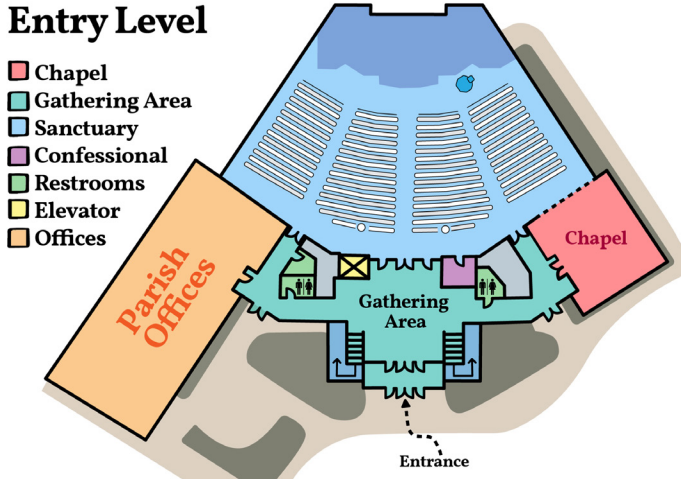 Entry Level
Chapel
Gathering Area
Sanctuary
Confessional
Restrooms
Elevator
Offices
Parish
Offices
Chapel
Gathering
Area
Entrance